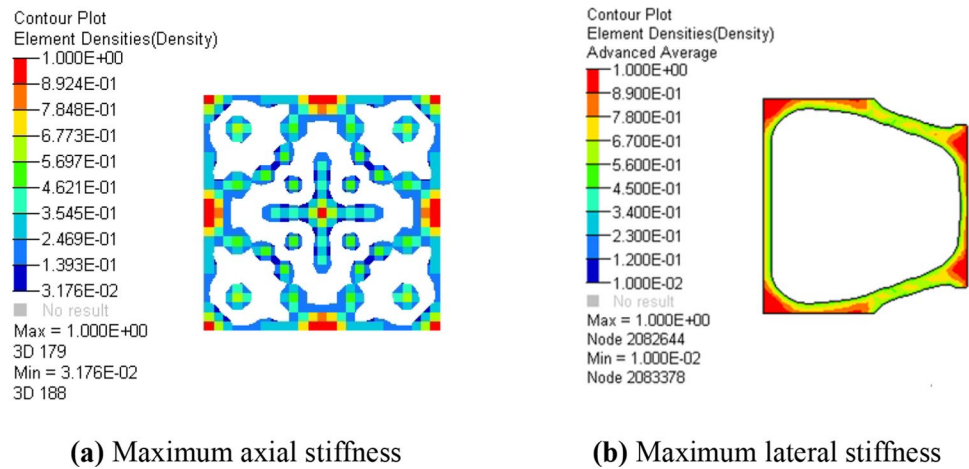 Contour Plot
Element Densities(Density)
1.000E+00
8.924E-01
7.848E-01
6.773E-01
5.697E-01
4.621E-01
3.545E-01
2.469E-01
1.393E-01
3.176E-02
No result
Max = 1.000E+00
3D 179
Min = 3.176E-02
3D 188
(a) Maximum axial stiffness
Contour Plot
Element Densities(Density)
Advanced Average
1.000E+00
8.900E-01
7.800E-01
6.700E-01
5.600E-01
4.500E-01
3.400E-01
2.300E-01
1.200E-01
1.000E-02
No result
Max = 1.000E+00
Node 2082644
Min = 1.000E-02
Node 2083378
(b) Maximum lateral stiffness